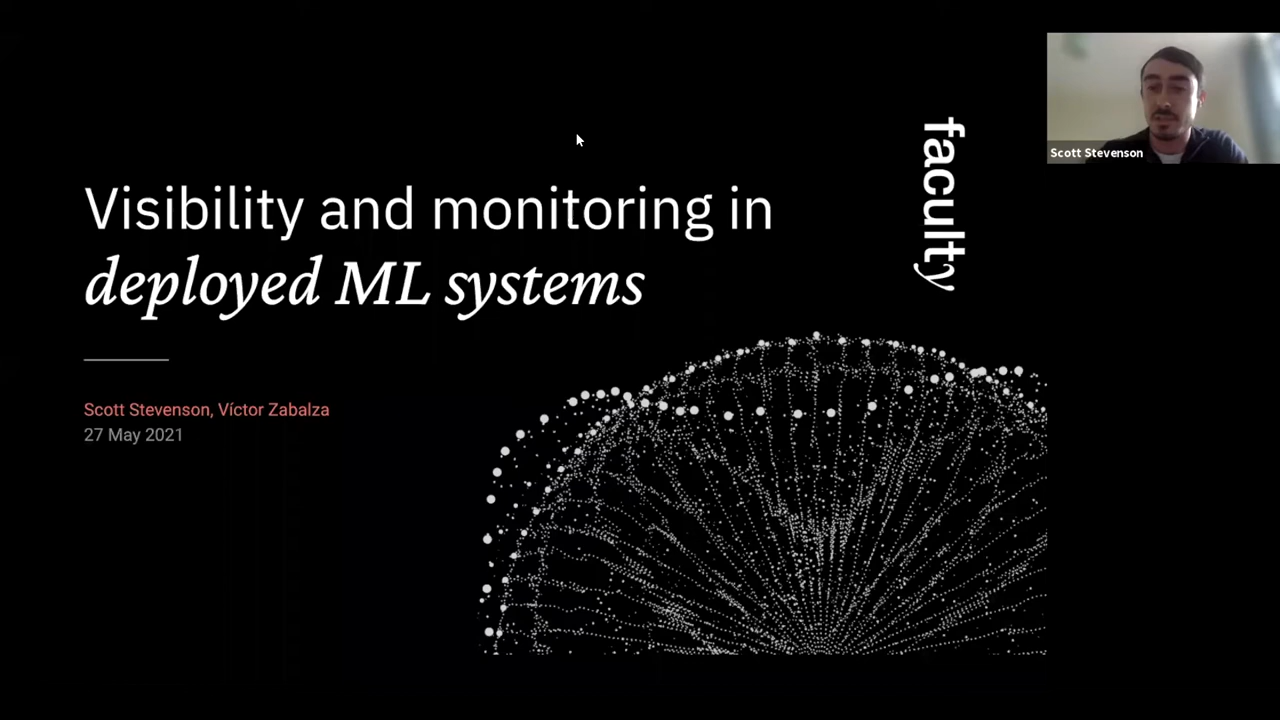 Visibility and monitoring in
deployed ML systems
Scott Stevenson, Víctor Zabalza
27 May 2021
faculty
Scott Stevenson